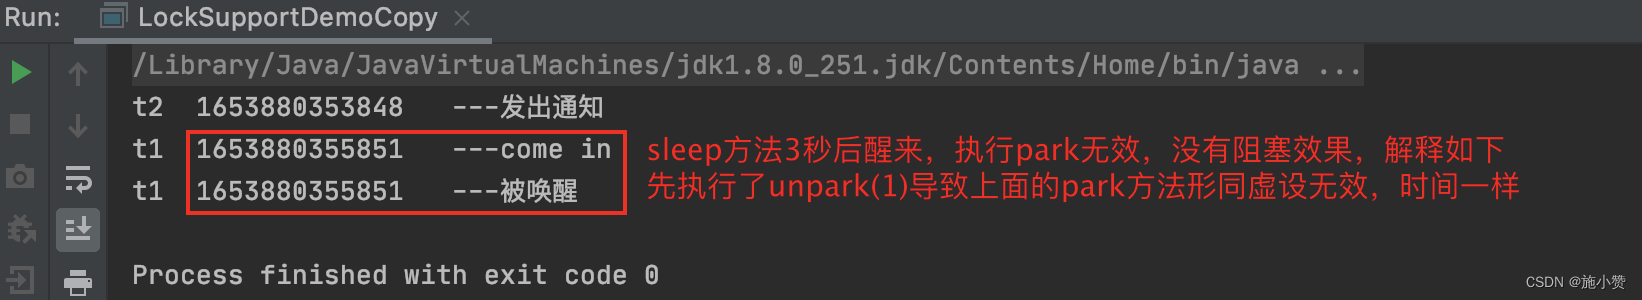 Run: LockSupportDemoCopy
/Library/Java/JavaVirtualMachines/jdk1.8.0_251.jdk/Contents/Home/bin/java ...
t2 1653880353848 ---发出通知
t1 1653880355851 ---come in sleep方法3秒后醒来，执行park无效，没有阻塞效果，解释如下
t1 1653880355851 ---被唤醒 先执行了unpark(1)导致上面的park方法形同虚设无效，时间一样
Process finished with exit code 0
CSDN @施小赞